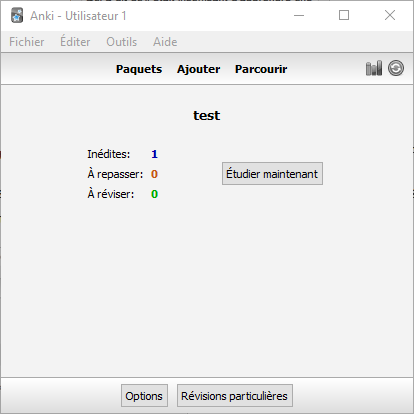 Anki - Utilisateur 1
Fichier Éditer Outils Aide
Paquets Ajouter Parcourir
test
Inédites: 1
À repasser: 0
À réviser: 0
Étudier maintenant
Options Révisions particulières